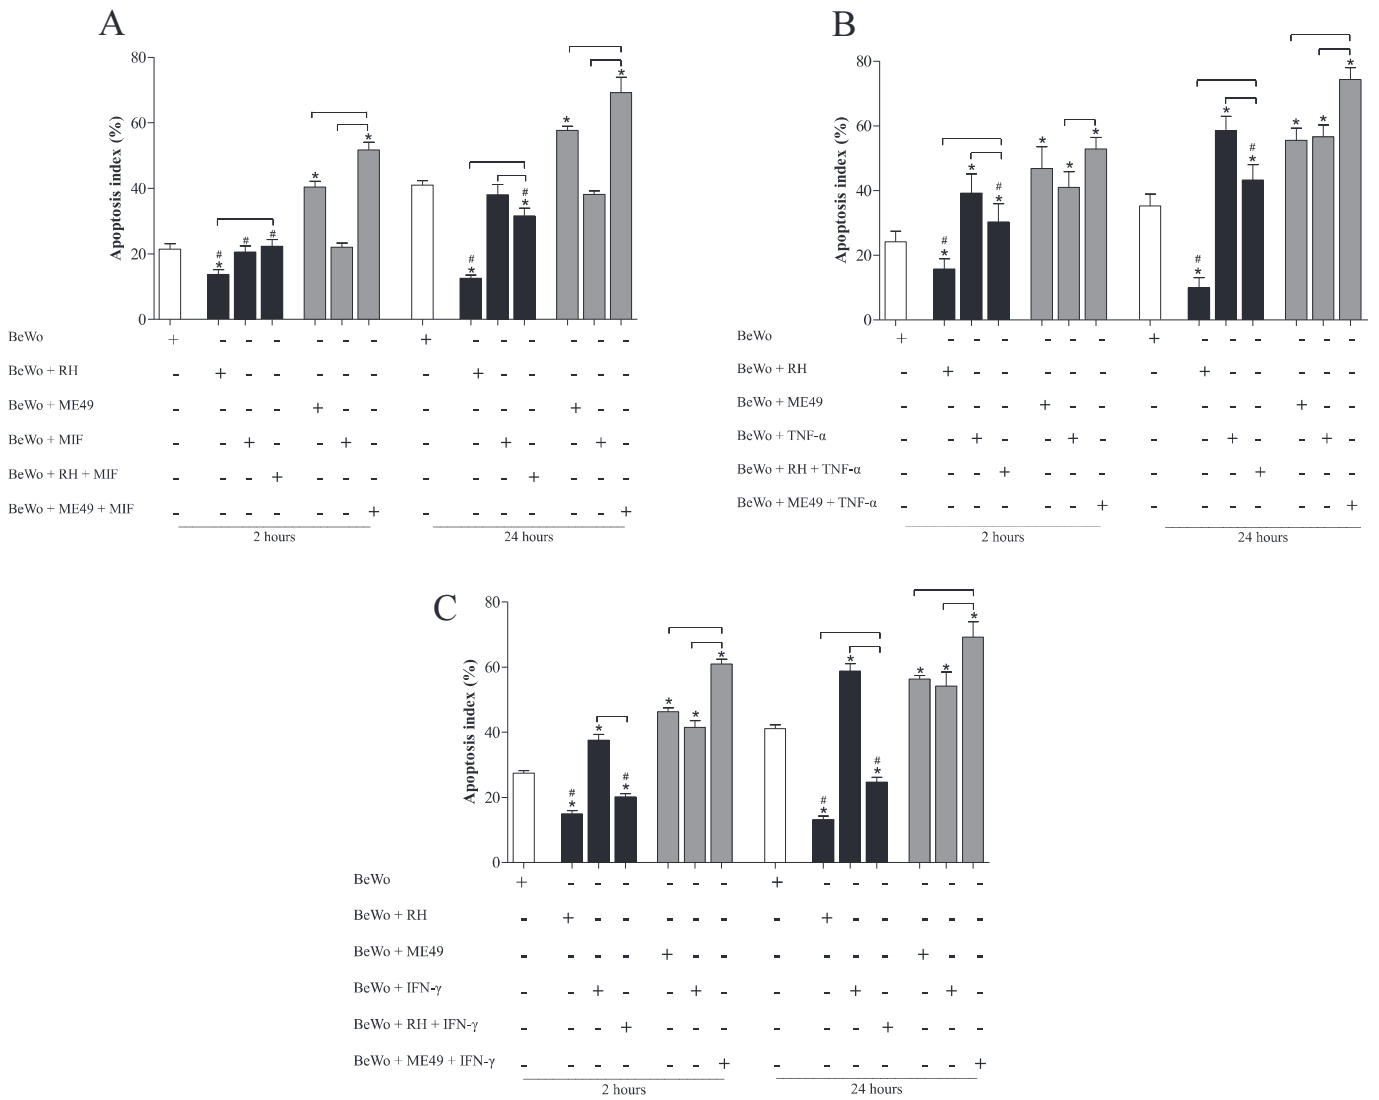 A
Apoptosis index (%)
80
60
40
20
0
* # * # # # * * # * # * * *
BeWo + - - - - - - + - - - - - -
BeWo + RH - + - - - - - - + - - - - -
BeWo + ME49 - - - - + - - - - - - + - -
BeWo + MIF - - + - - + - - - + - - + -
BeWo + RH + MIF - - - + - - - - - - + - - -
BeWo + ME49 + MIF - - - - - - + - - - - - - +
2 hours 24 hours
B
Apoptosis index (%)
80
60
40
20
0
# * * # * * * * # * * # * * * *
BeWo + - - - - - - + - - - - - -
BeWo + RH - + - - - - - - + - - - - -
BeWo + ME49 - - - - + - - - - - - + - -
BeWo + TNF-α - - + - - + - - - + - - + -
BeWo + RH + TNF-α - - - + - - - - - - + - - -
BeWo + ME49 + TNF-α - - - - - - + - - - - - - +
2 hours 24 hours
C
Apoptosis index (%)
80
60
40
20
0
# * * # * * * * # * * # * * * *
BeWo + - - - - - - + - - - - - -
BeWo + RH - + - - - - - - + - - - - -
BeWo + ME49 - - - - + - - - - - - + - -
BeWo + IFN-γ - - + - - + - - - + - - + -
BeWo + RH + IFN-γ - - - + - - - - - - + - - -
BeWo + ME49 + IFN-γ - - - - - - + - - - - - - +
2 hours 24 hours